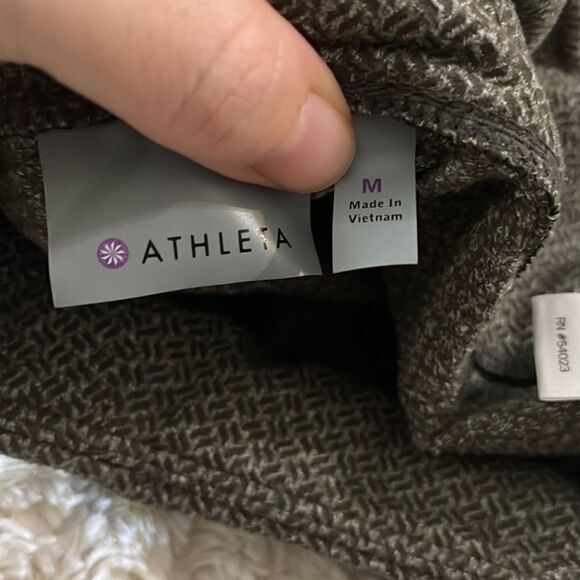 ATHLETA
M
Made In
Vietnam
RN #54023